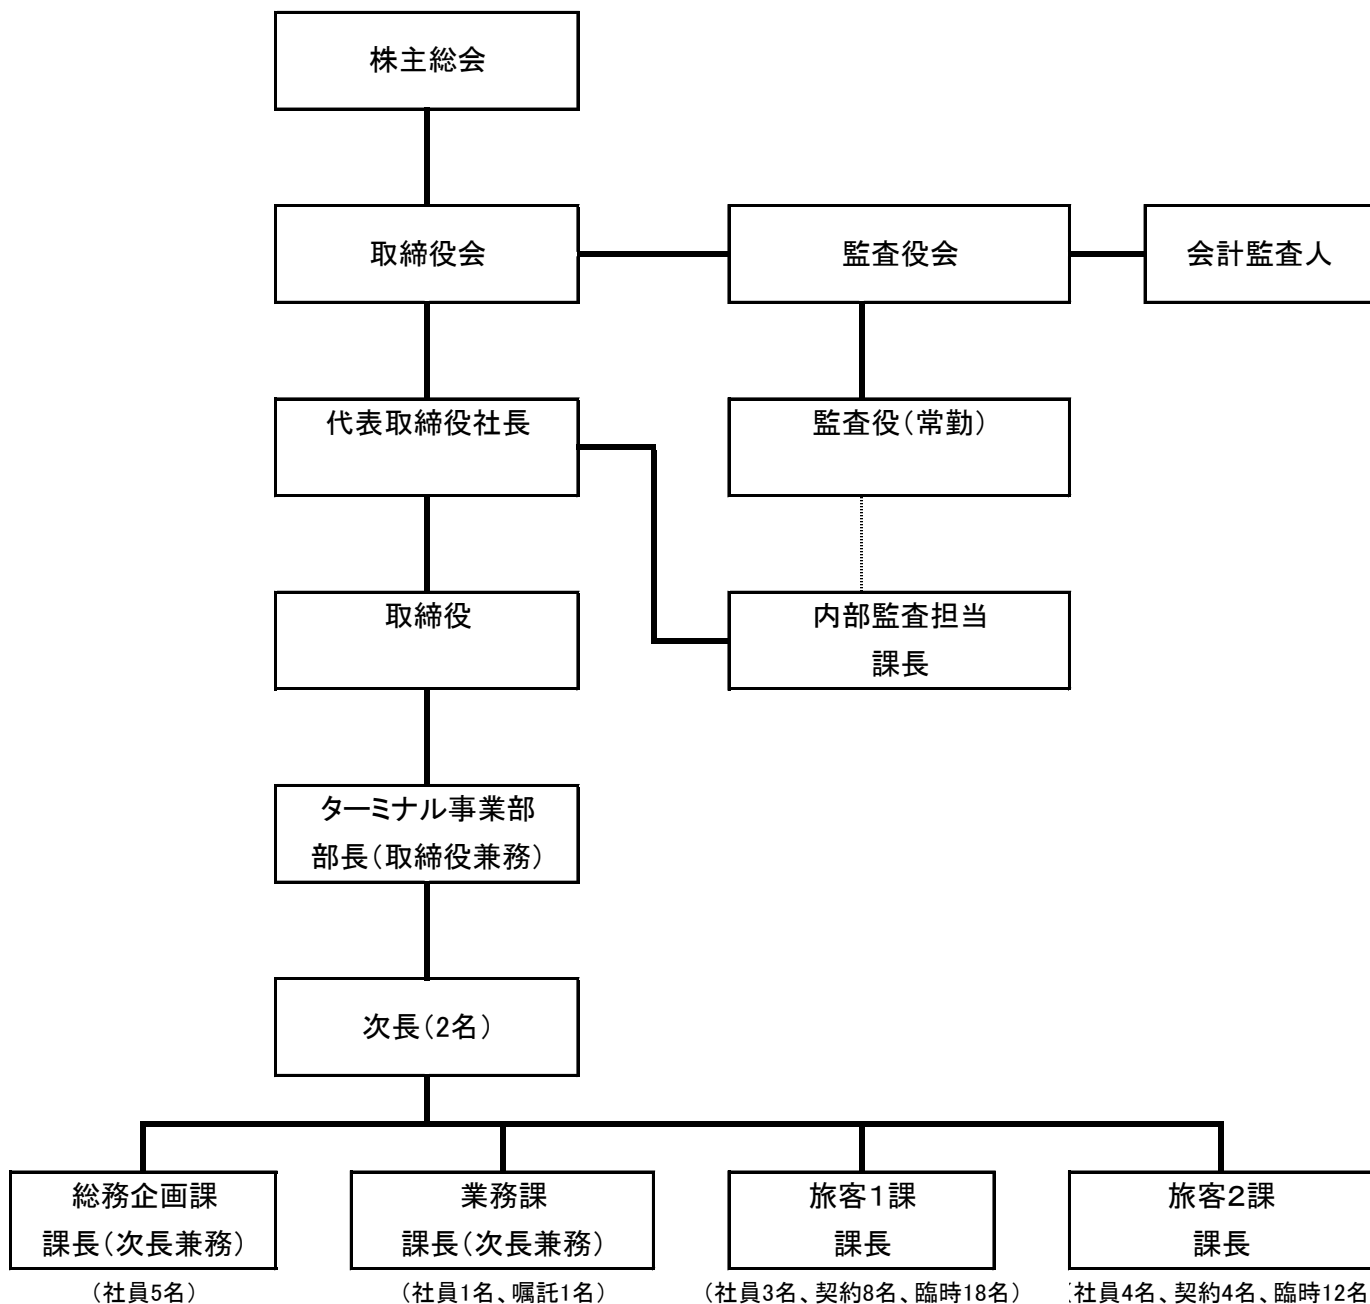 株主総会
取締役会
監査役会
会計監査人
代表取締役社長
監査役（常勤）
取締役
内部監査担当
課長
ターミナル事業部
部長（取締役兼務）
次長（2名）
総務企画課
課長（次長兼務）
業務課
課長（次長兼務）
旅客１課
課長
旅客２課
課長
（社員5名）
（社員1名、嘱託1名）
（社員3名、契約8名、臨時18名）
（社員4名、契約4名、臨時12名